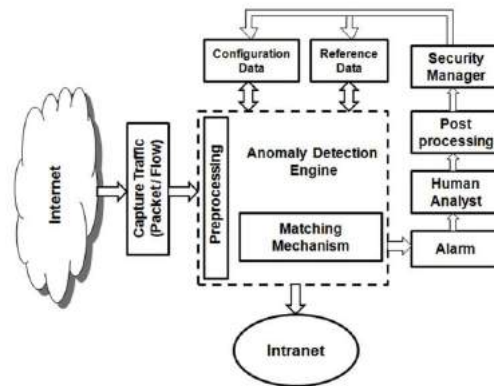 Configuration
Data
Reference
Data
Security
Manager
Post
processing
Human
Analyst
Alarm
Internet
Capture Traffic
(Packet/Flow)
Preprocessing
Anomaly Detection
Engine
Matching
Mechanism
Intranet